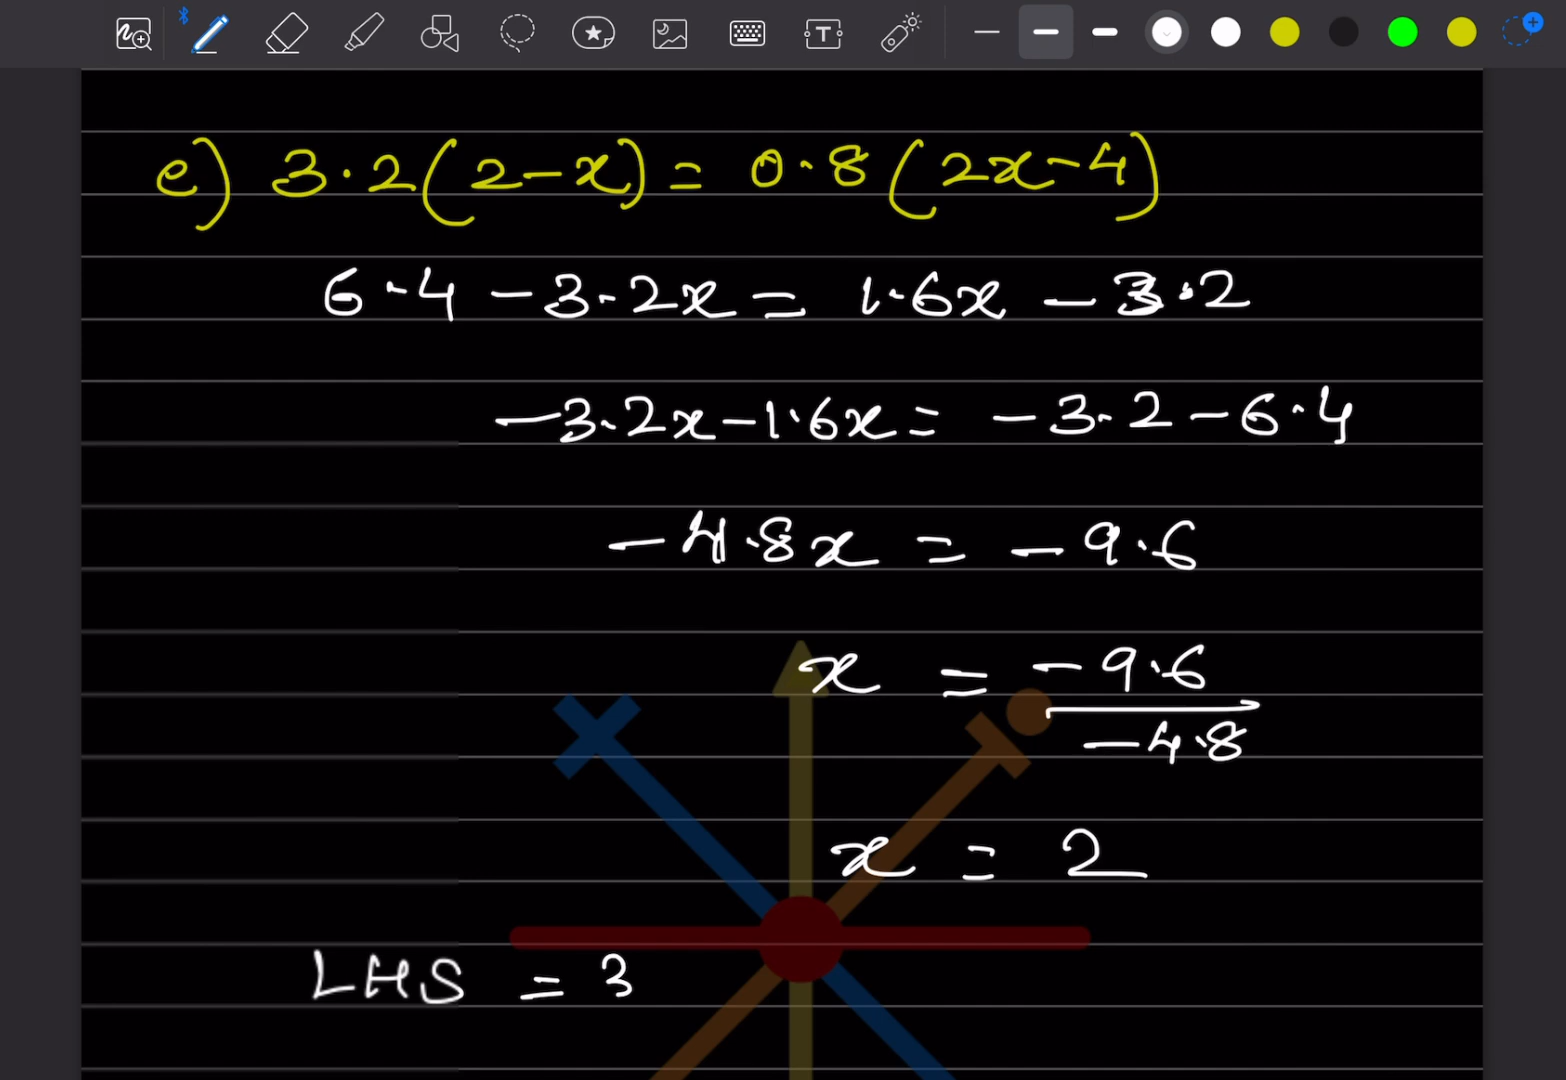 e) 3.2(2-x) = 0.8(2x-4)
6.4 - 3.2x = 1.6x - 3.2
-3.2x - 1.6x = -3.2 - 6.4
-4.8x = -9.6
x = -9.6
-4.8
x = 2
LHS = 3